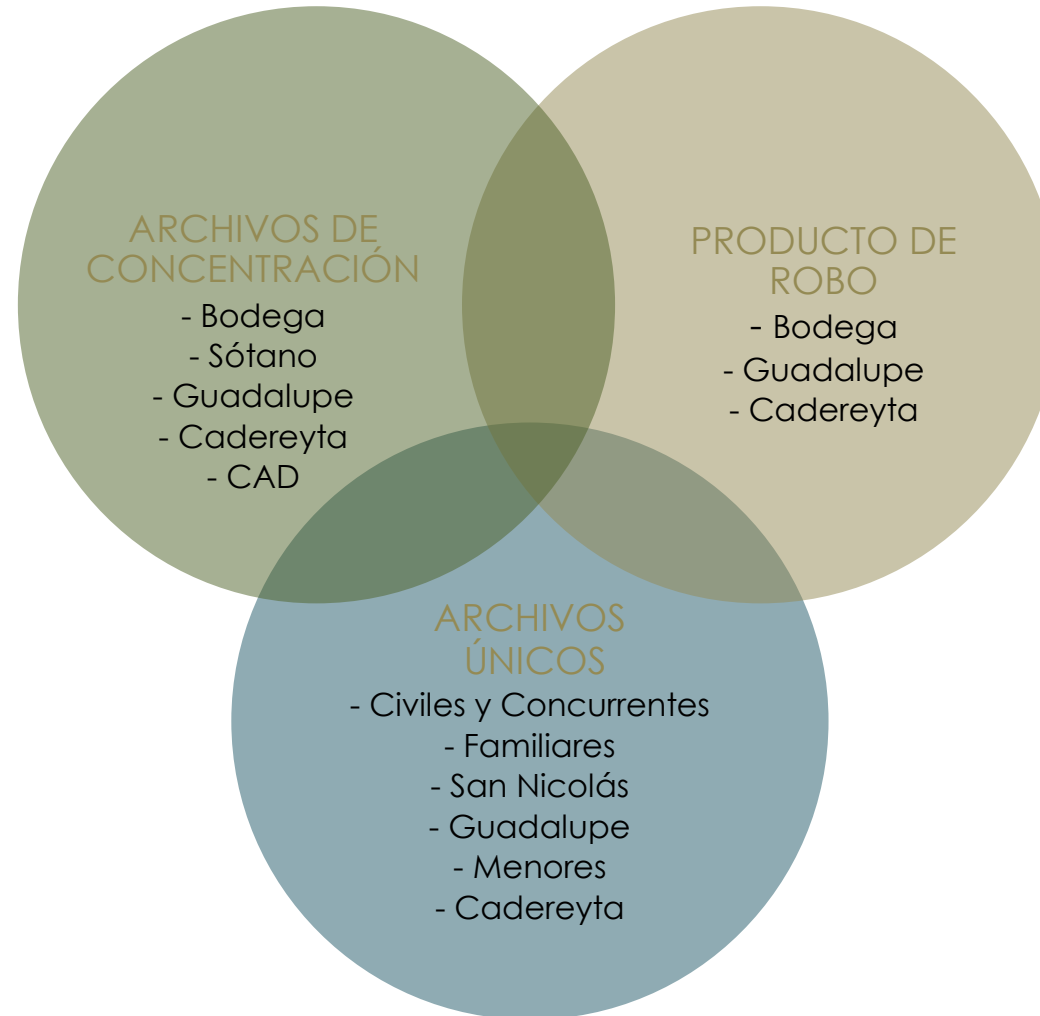 ARCHIVOS DE
CONCENTRACIÓN
- Bodega
- Sótano
- Guadalupe
- Cadereyta
- CAD
PRODUCTO DE
ROBO
- Bodega
- Guadalupe
- Cadereyta
ARCHIVOS
ÚNICOS
- Civiles y Concurrentes
- Familiares
- San Nicolás
- Guadalupe
- Menores
- Cadereyta